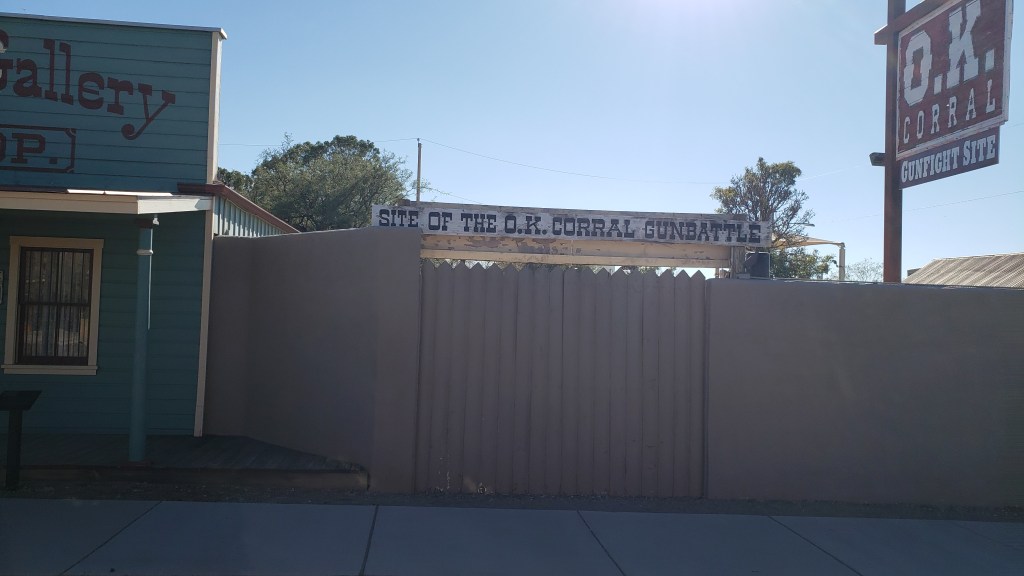 Gallery
OP.
SITE OF THE O.K. CORRAL GUNBATTLE
O.K.
CORRAL
GUNFIGHT SITE